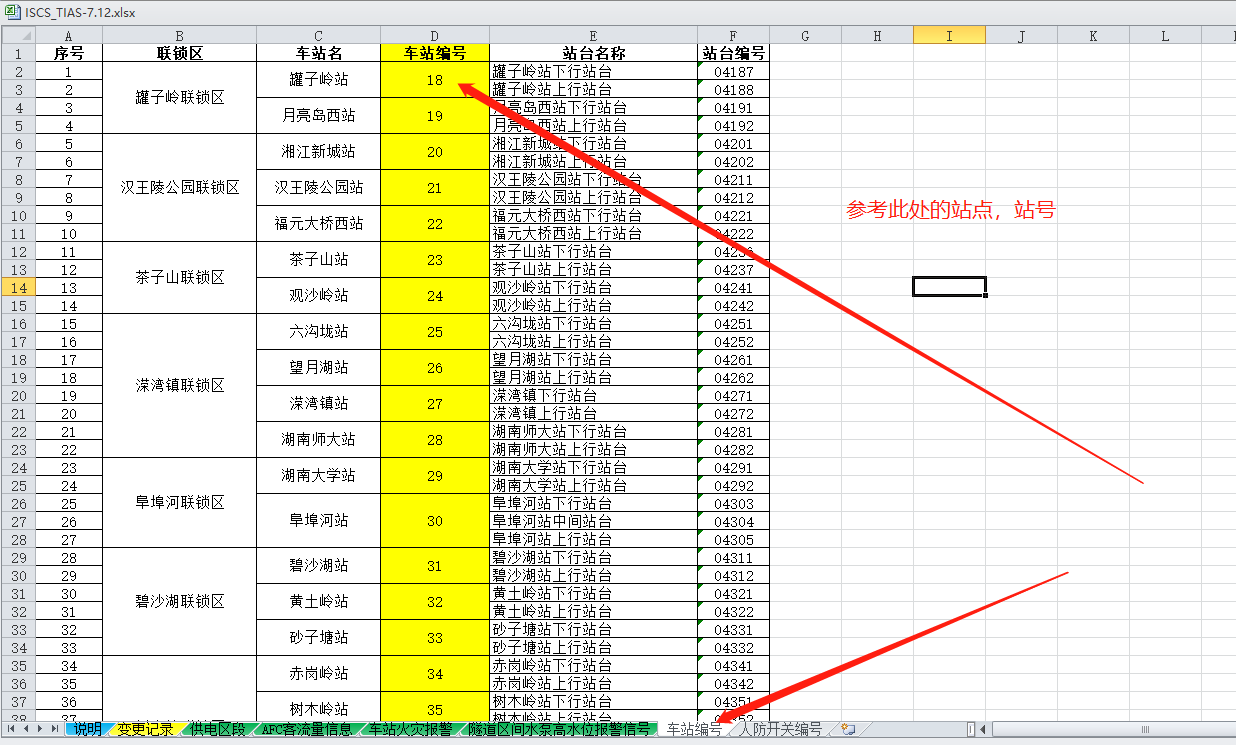 ISCS_TIAS-7.12.xlsx
A B C D E F G H I J K L
1 序号 联锁区 车站名 车站编号 站台名称 站台编号
2 1 罐子岭联锁区 罐子岭站 18 罐子岭站下行站台 04187
3 2 罐子岭站上行站台 04188
4 3 月亮岛西站 19 月亮岛西站下行站台 04191
5 4 月亮岛西站上行站台 04192
6 5 汉王陵公园联锁区 湘江新城站 20 湘江新城站下行站台 04201
7 6 湘江新城站上行站台 04202
8 7 汉王陵公园站 21 汉王陵公园站下行站台 04211
9 8 汉王陵公园站上行站台 04212
10 9 福元大桥西站 22 福元大桥西站下行站台 04221
11 10 福元大桥西站上行站台 04222
12 11 茶子山联锁区 茶子山站 23 茶子山站下行站台 04236
13 12 茶子山站上行站台 04237
14 13 观沙岭站 24 观沙岭站下行站台 04241
15 14 观沙岭站上行站台 04242
16 15 溁湾镇联锁区 六沟垅站 25 六沟垅站下行站台 04251
17 16 六沟垅站上行站台 04252
18 17 望月湖站 26 望月湖站下行站台 04261
19 18 望月湖站上行站台 04262
20 19 溁湾镇站 27 溁湾镇下行站台 04271
21 20 溁湾镇上行站台 04272
22 21 湖南师大站 28 湖南师大站下行站台 04281
23 22 湖南师大站上行站台 04282
24 23 阜埠河联锁区 湖南大学站 29 湖南大学站下行站台 04291
25 24 湖南大学站上行站台 04292
26 25 阜埠河站 30 阜埠河站下行站台 04303
27 26 阜埠河站中间站台 04304
28 27 阜埠河站上行站台 04305
29 28 碧沙湖联锁区 碧沙湖站 31 碧沙湖站下行站台 04311
30 29 碧沙湖站上行站台 04312
31 30 黄土岭站 32 黄土岭站下行站台 04321
32 31 黄土岭站上行站台 04322
33 32 砂子塘站 33 砂子塘站下行站台 04331
34 33 砂子塘站上行站台 04332
35 34 赤岗岭站 34 赤岗岭站下行站台 04341
36 35 赤岗岭站上行站台 04342
37 36 树木岭站 35 树木岭站下行站台 04351
38 37 树木岭站上行站台 04352
参考此处的站点，站号
说明 变更记录 供电区段 AFC客流量信息 车站火灾报警 隧道区间水泵高水位报警信号 车站编号 人防开关编号